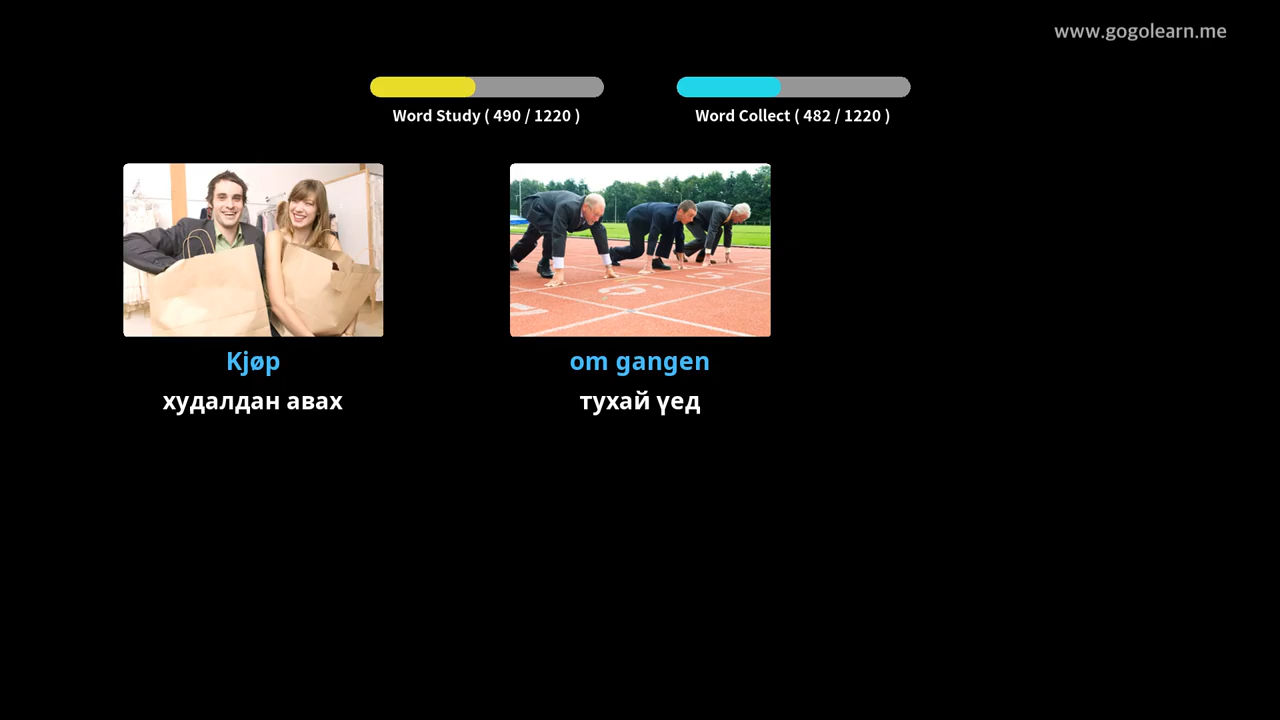 www.gogolearn.me
Word Study ( 490 / 1220 )
Word Collect ( 482 / 1220 )
Kjøp
худалдан авах
om gangen
тухай үед